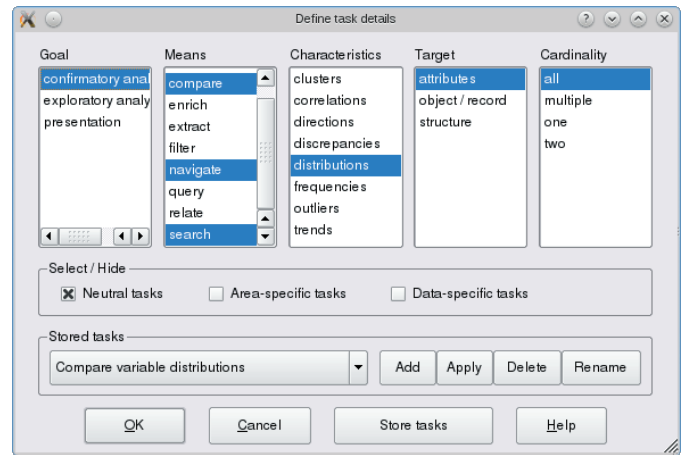 Define task details
Goal
confirmatory anal
exploratory analy
presentation
Means
compare
enrich
extract
filter
navigate
query
relate
search
Characteristics
clusters
correlations
directions
discrepancies
distributions
frequencies
outliers
trends
Target
attributes
object / record
structure
Cardinality
all
multiple
one
two
Select / Hide
Neutral tasks Area-specific tasks Data-specific tasks
Stored tasks
Compare variable distributions Add Apply Delete Rename
OK Cancel Store tasks Help